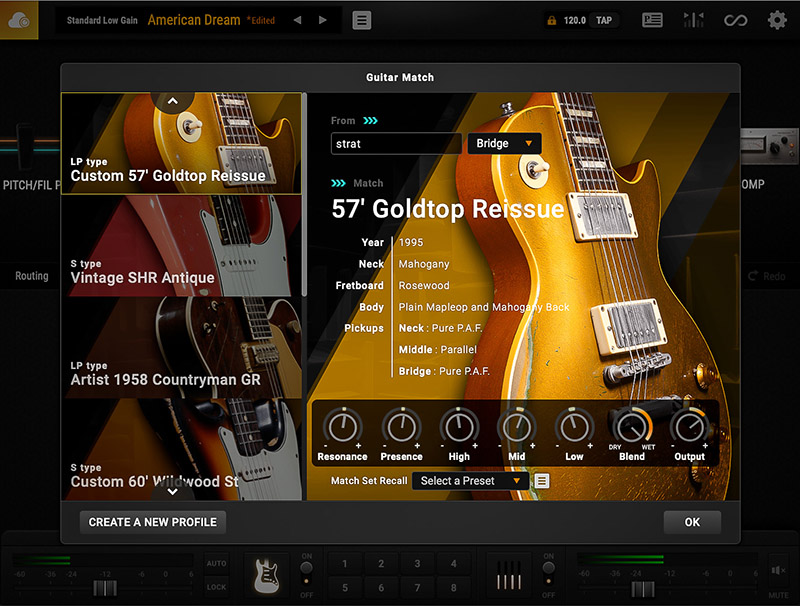 Standard Low Gain American Dream *Edited
120.0 TAP
Guitar Match
LP type
Custom 57' Goldtop Reissue
S type
Vintage SHR Antique
LP type
Artist 1958 Countryman GR
S type
Custom 60' Wildwood St
From
strat
Bridge
Match
57' Goldtop Reissue
Year 1995
Neck Mahogany
Fretboard Rosewood
Body Plain Mapleop and Mahogany Back
Pickups Neck : Pure P.A.F.
Middle : Parallel
Bridge : Pure P.A.F.
- + - + - + - + - + DRY WET - +
Resonance Presence High Mid Low Blend Output
Match Set Recall Select a Preset
CREATE A NEW PROFILE OK
PITCH/FIL P
OMP
Routing
Redo
-60 -36 -24 -12 -6 0 6
AUTO
LOCK
ON
OFF
1 2 3 4
5 6 7 8
ON
OFF
-60 -36 -24 -12 -6 0 6
MUTE